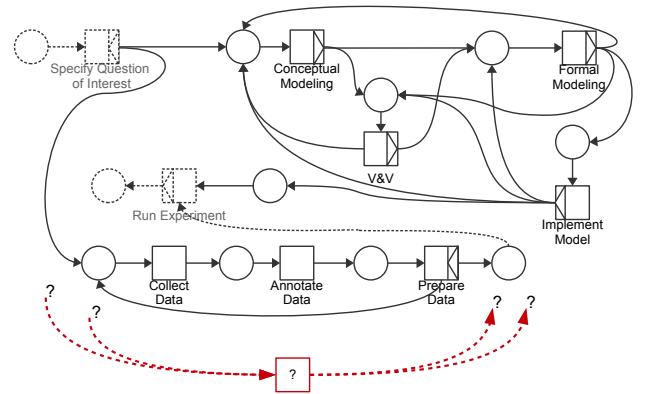 Specify Question
of Interest
Conceptual
Modeling
Formal
Modeling
V&V
Run Experiment
Implement
Model
Collect
Data
Annotate
Data
Prepare
Data
?
?
?
?
?